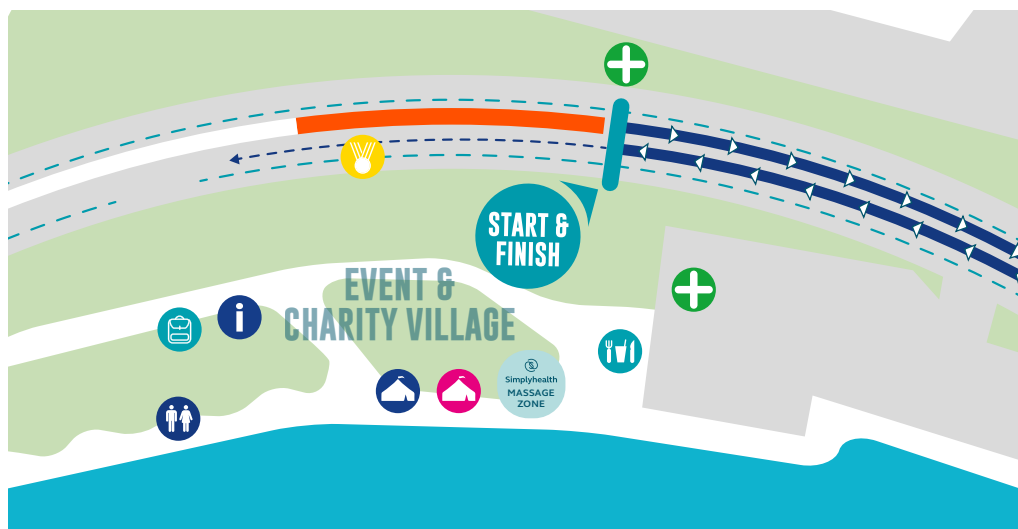 START &
FINISH
EVENT &
CHARITY VILLAGE
i
Simplyhealth
MASSAGE
ZONE